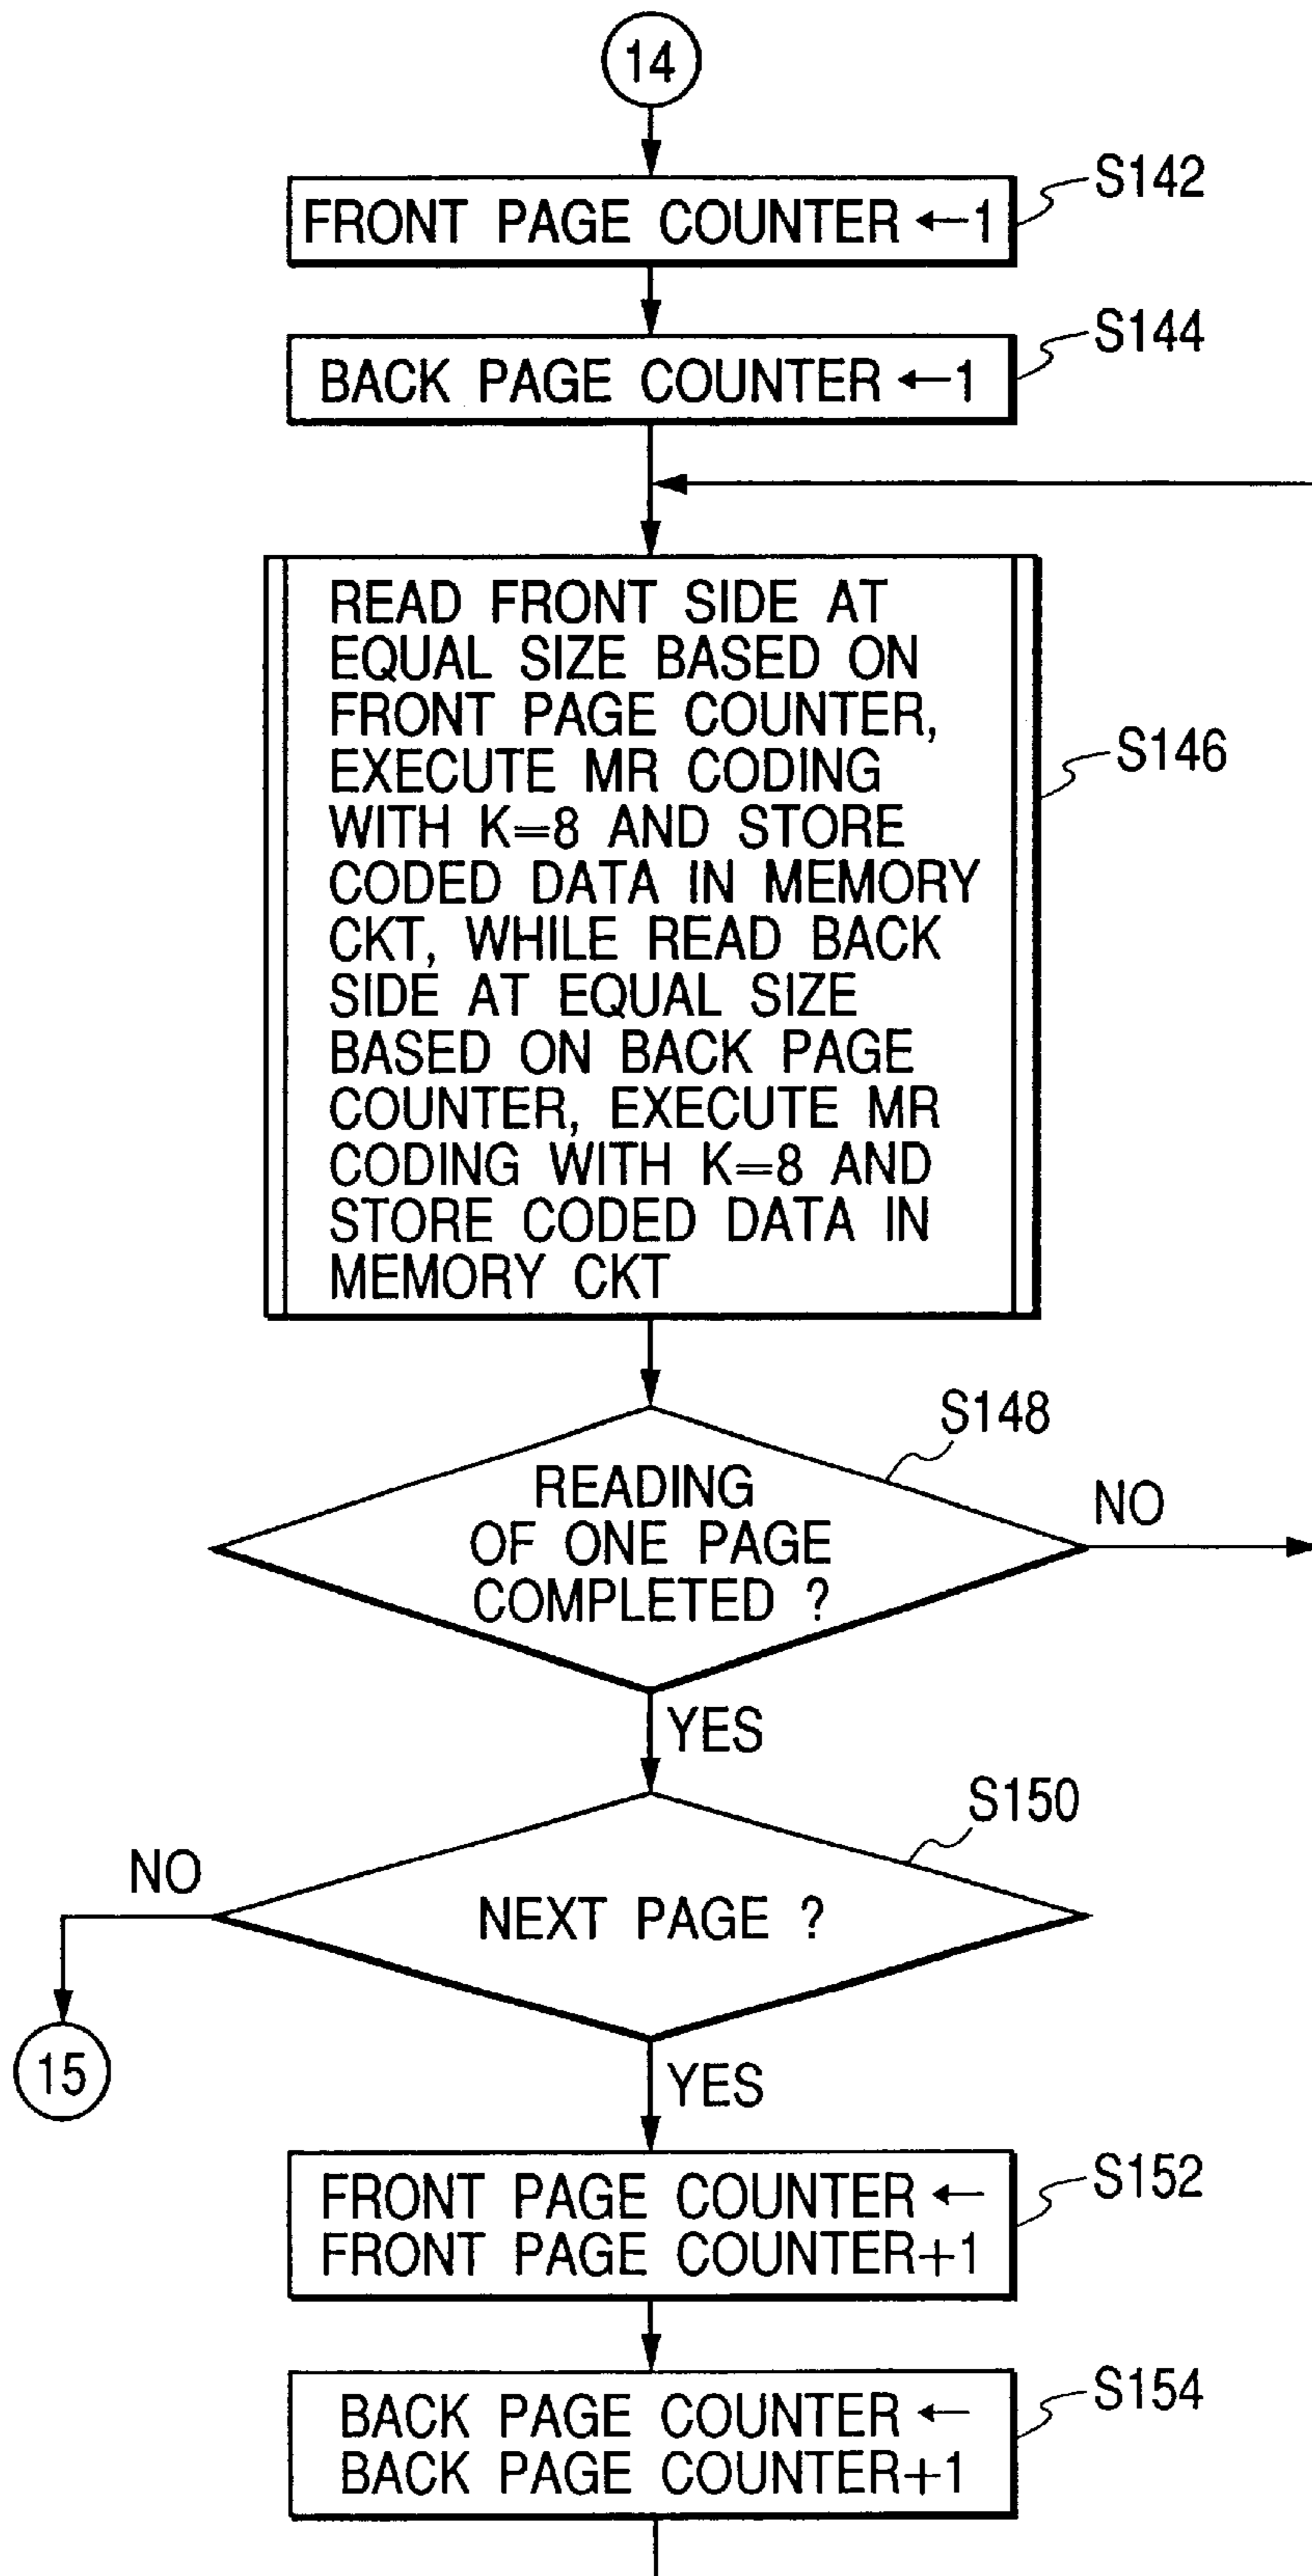 14
FRONT PAGE COUNTER ←1
S142
BACK PAGE COUNTER ←1
S144
READ FRONT SIDE AT
EQUAL SIZE BASED ON
FRONT PAGE COUNTER,
EXECUTE MR CODING
WITH K=8 AND STORE
CODED DATA IN MEMORY
CKT, WHILE READ BACK
SIDE AT EQUAL SIZE
BASED ON BACK PAGE
COUNTER, EXECUTE MR
CODING WITH K=8 AND
STORE CODED DATA IN
MEMORY CKT
S146
S148
READING
OF ONE PAGE
COMPLETED ?
NO
YES
S150
NO
NEXT PAGE ?
15
YES
FRONT PAGE COUNTER ←
FRONT PAGE COUNTER+1
S152
BACK PAGE COUNTER ←
BACK PAGE COUNTER+1
S154